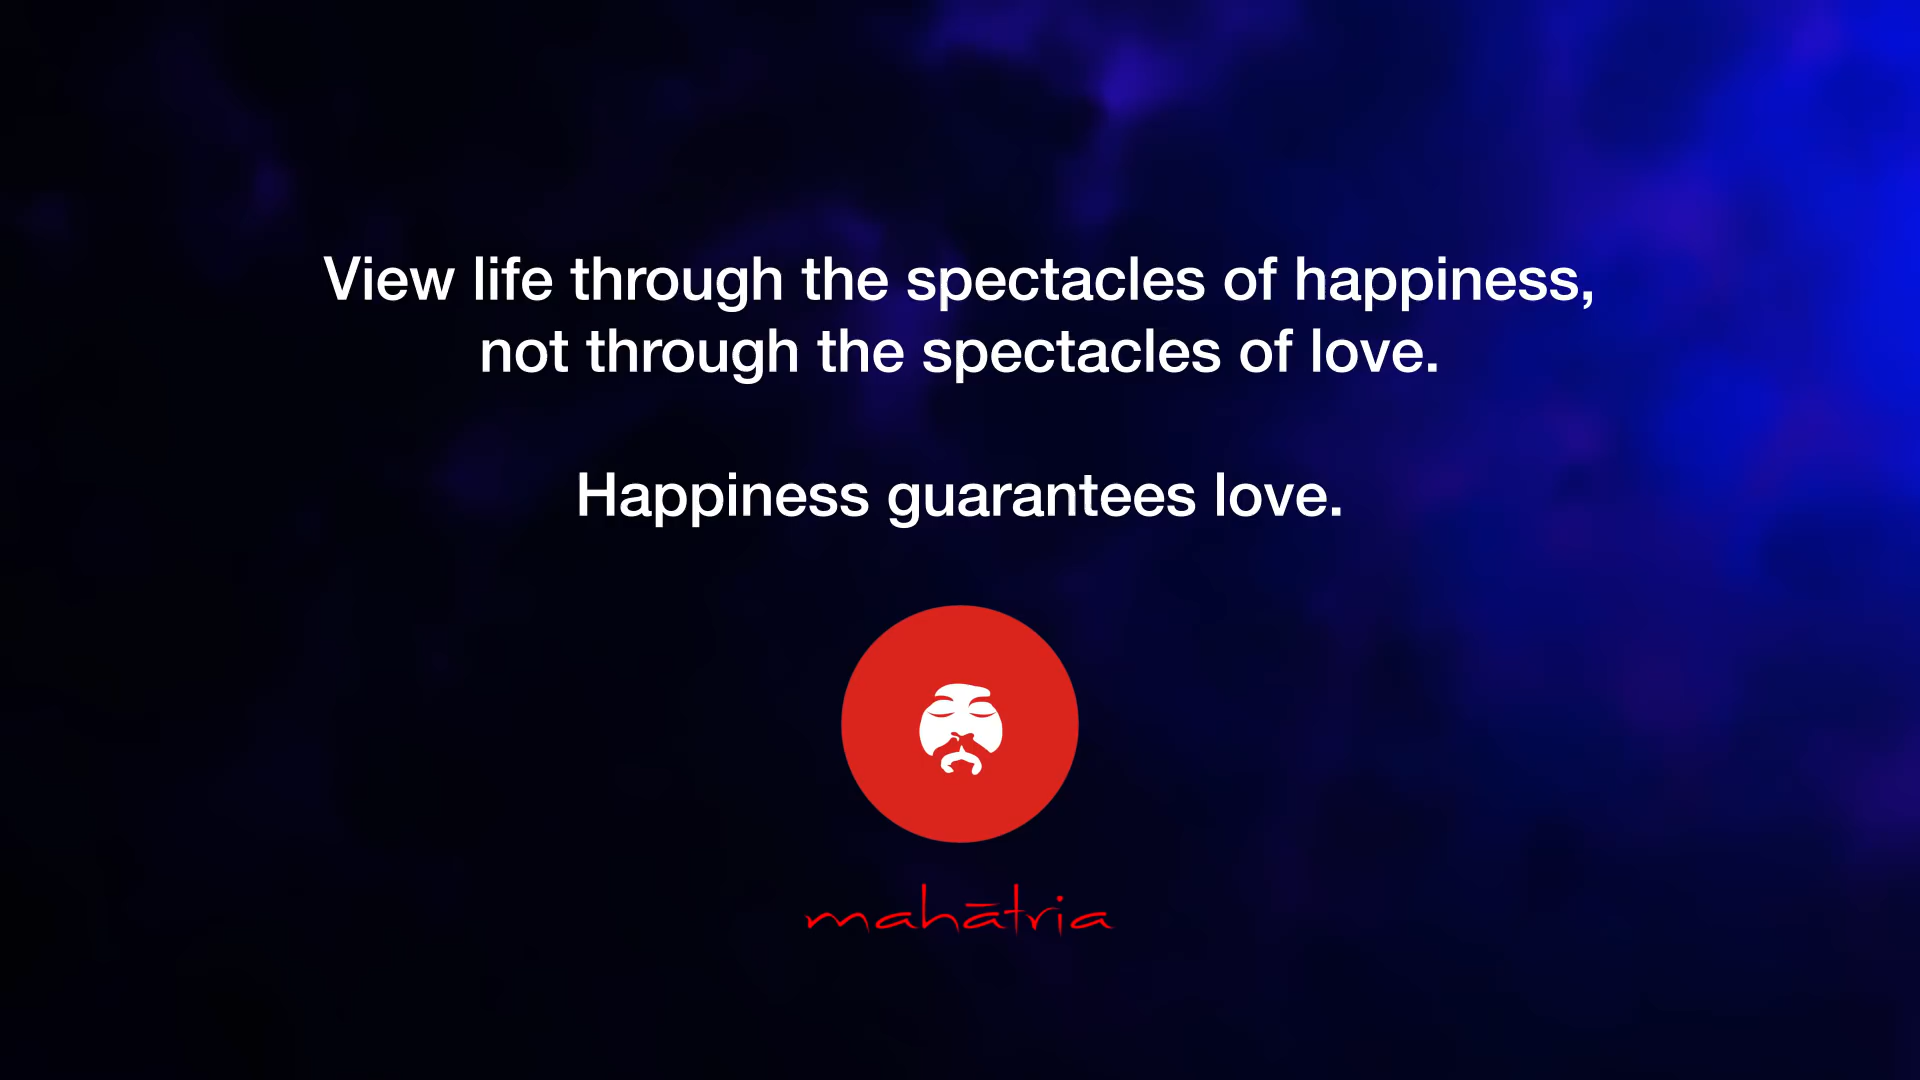 View life through the spectacles of happiness,
not through the spectacles of love.
Happiness guarantees love.
mahātria